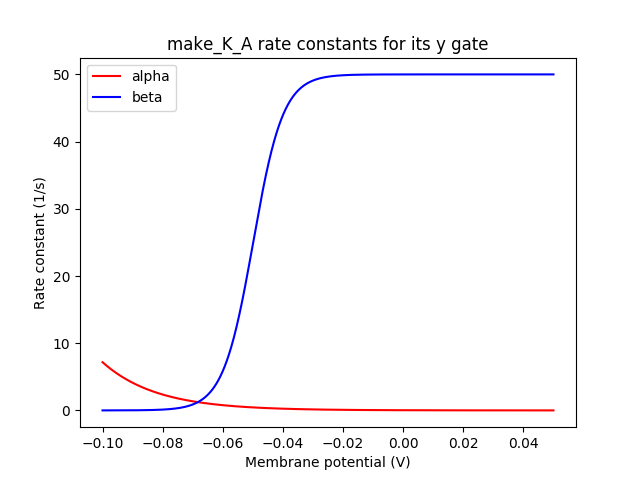 make_K_A rate constants for its y gate
alpha
beta
50
40
30
20
10
0
Rate constant (1/s)
−0.10 −0.08 −0.06 −0.04 −0.02 0.00 0.02 0.04
Membrane potential (V)